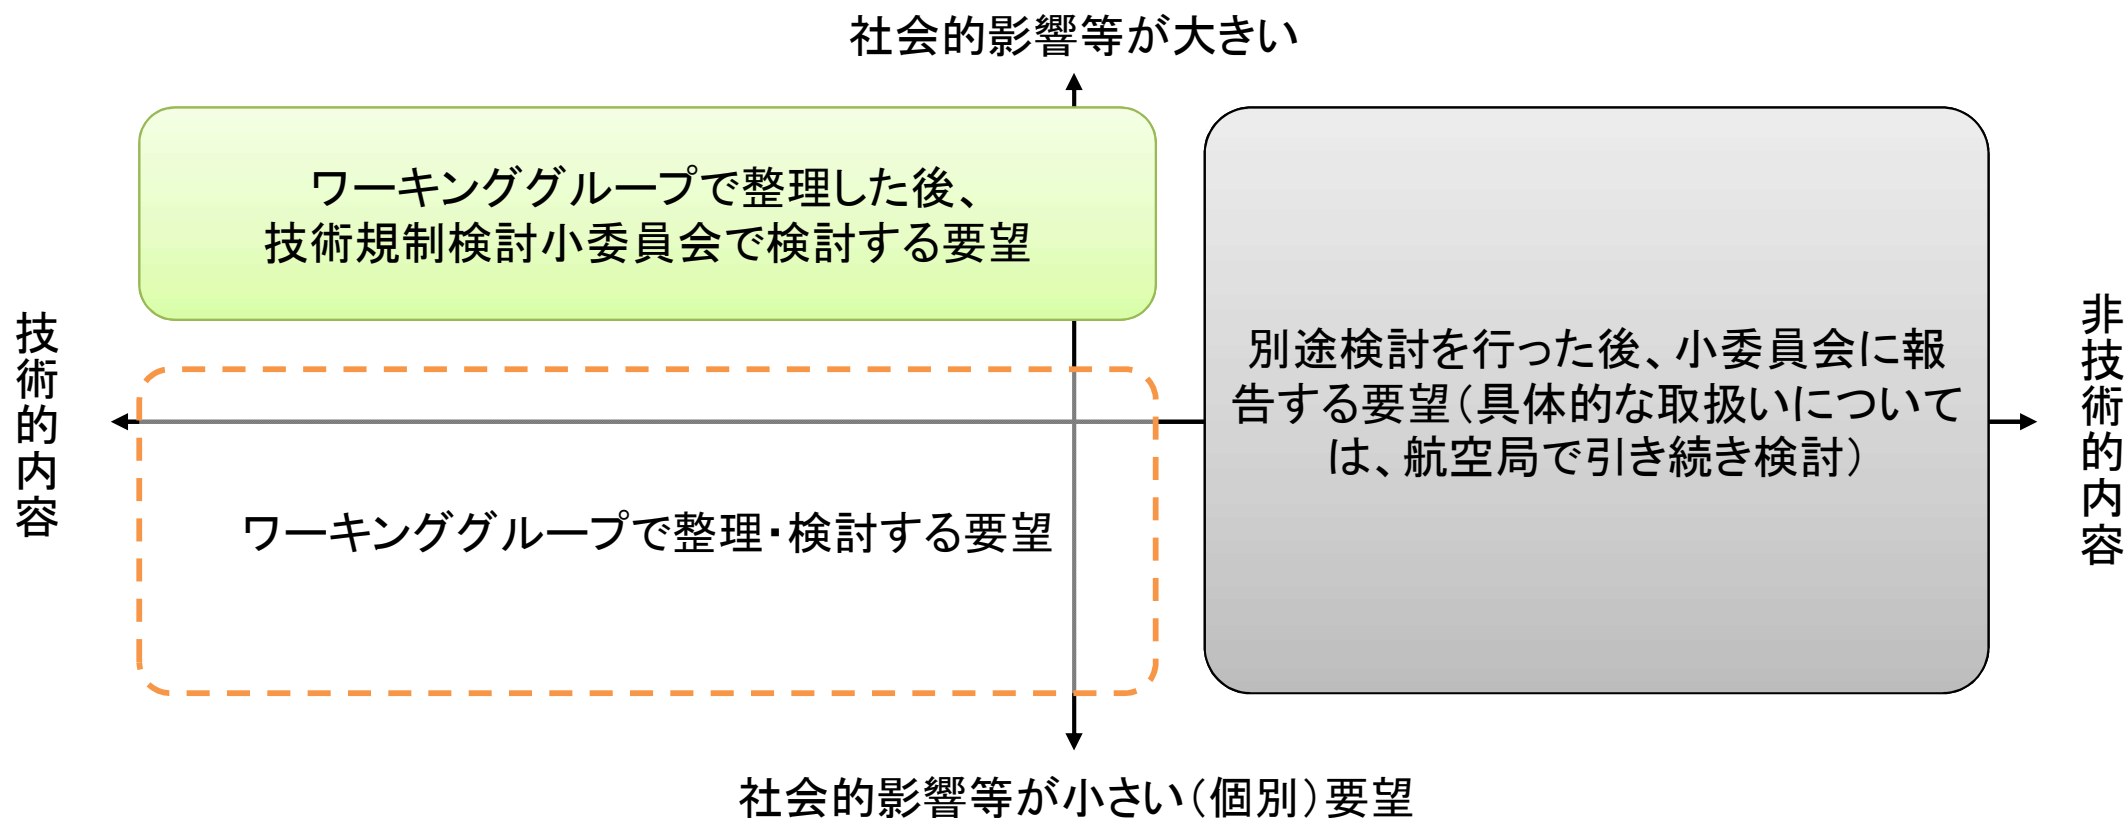 社会的影響等が大きい
ワーキンググループで整理した後、
技術規制検討小委員会で検討する要望
技術的内容
別途検討を行った後、小委員会に報
告する要望（具体的な取扱いについて
は、航空局で引き続き検討）
非技術的内容
ワーキンググループで整理・検討する要望
社会的影響等が小さい（個別）要望